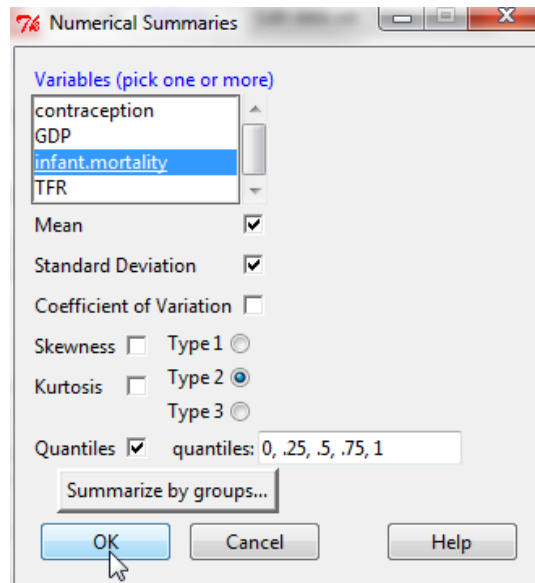 Numerical Summaries
Variables (pick one or more)
contraception
GDP
infant.mortality
TFR
Mean
Standard Deviation
Coefficient of Variation
Skewness Type 1
Kurtosis Type 2
Type 3
Quantiles quantiles: 0, .25, .5, .75, 1
Summarize by groups...
OK Cancel Help